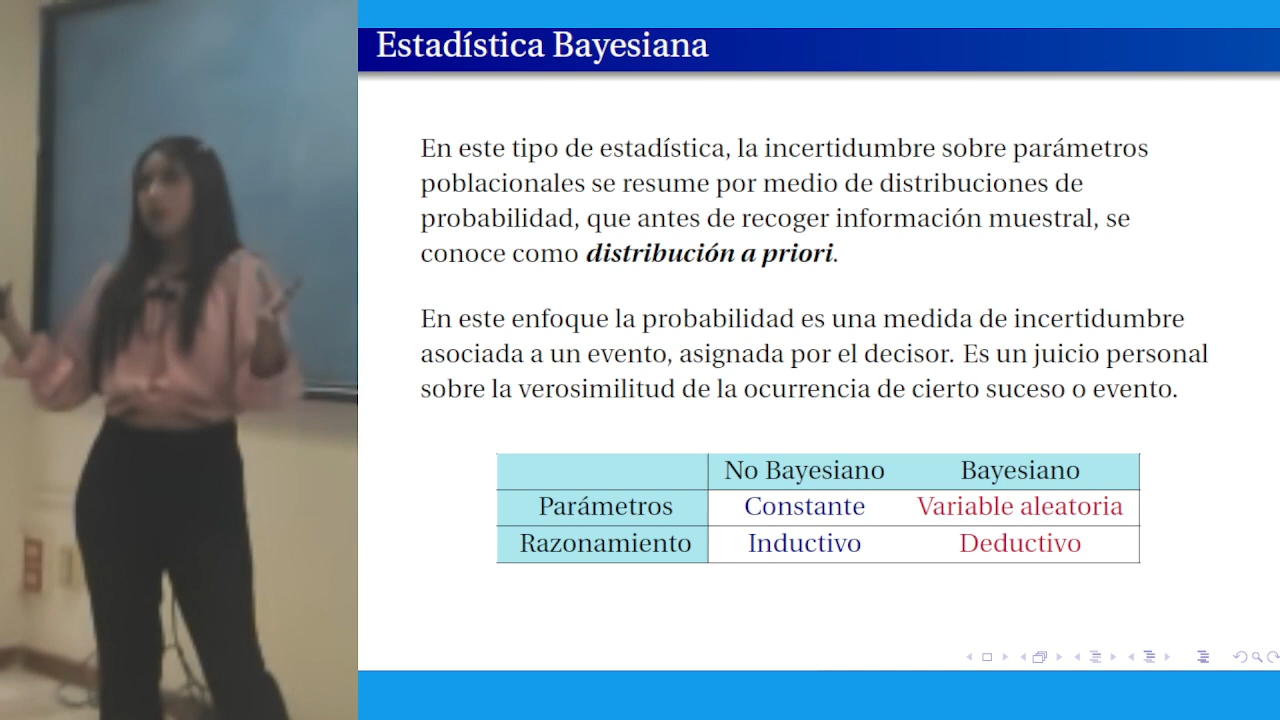 Estadística Bayesiana
En este tipo de estadística, la incertidumbre sobre parámetros
poblacionales se resume por medio de distribuciones de
probabilidad, que antes de recoger información muestral, se
conoce como distribución a priori.
En este enfoque la probabilidad es una medida de incertidumbre
asociada a un evento, asignada por el decisor. Es un juicio personal
sobre la verosimilitud de la ocurrencia de cierto suceso o evento.
No Bayesiano Bayesiano
Parámetros Constante Variable aleatoria
Razonamiento Inductivo Deductivo